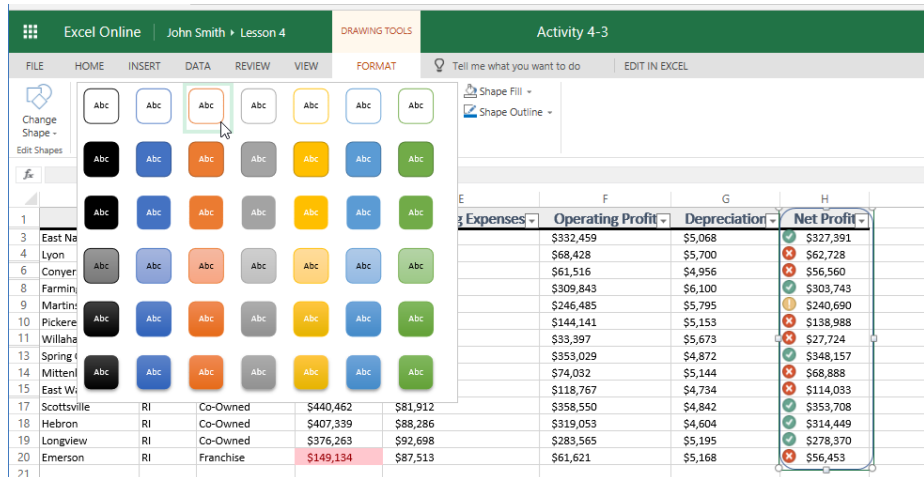 Excel Online John Smith ▸ Lesson 4 DRAWING TOOLS Activity 4-3
FILE HOME INSERT DATA REVIEW VIEW FORMAT Tell me what you want to do EDIT IN EXCEL
Change
Shape
Edit Shapes
Shape Fill
Shape Outline
Abc Abc Abc Abc Abc Abc Abc
Abc Abc Abc Abc Abc Abc Abc
Abc Abc Abc Abc Abc Abc Abc
Abc Abc Abc Abc Abc Abc Abc
Abc Abc Abc Abc Abc Abc Abc
Abc Abc Abc Abc Abc Abc Abc
fx
E F G H
1 Expenses Operating Profit Depreciation Net Profit
3 East Na $332,459 $5,068 $327,391
4 Lyon $68,428 $5,700 $62,728
6 Conyer $61,516 $4,956 $56,560
8 Farmin $309,843 $6,100 $303,743
9 Martins $246,485 $5,795 $240,690
10 Pickere $144,141 $5,153 $138,988
11 Willaha $33,397 $5,673 $27,724
13 Spring $353,029 $4,872 $348,157
14 Mitten $74,032 $5,144 $68,888
15 East Wa $118,767 $4,734 $114,033
17 Scottsville RI Co-Owned $440,462 $81,912 $358,550 $4,842 $353,708
18 Hebron RI Co-Owned $407,339 $88,286 $319,053 $4,604 $314,449
19 Longview RI Co-Owned $376,263 $92,698 $283,565 $5,195 $278,370
20 Emerson RI Franchise $149,134 $87,513 $61,621 $5,168 $56,453
21